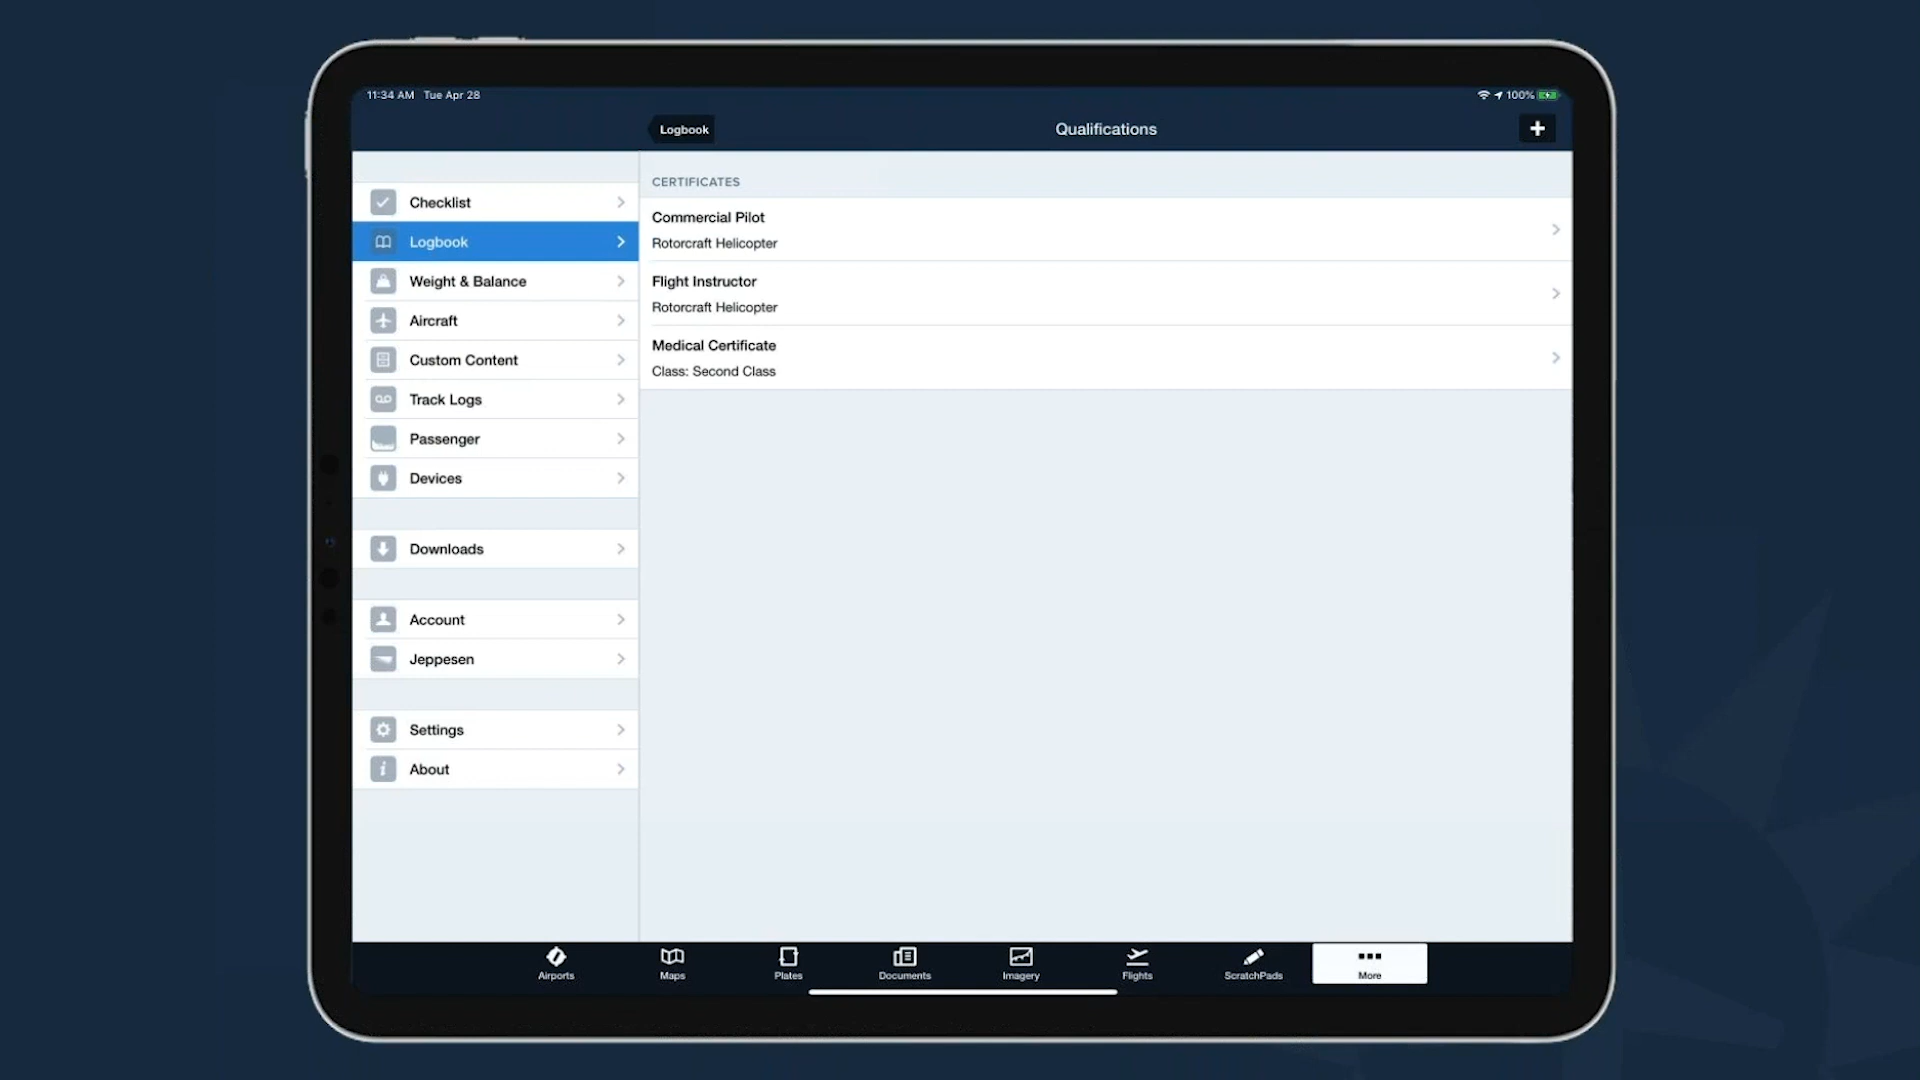 11:34 AM Tue Apr 28
100%
Logbook
Qualifications
Checklist
Logbook
Weight & Balance
Aircraft
Custom Content
Track Logs
Passenger
Devices
Downloads
Account
Jeppesen
Settings
About
CERTIFICATES
Commercial Pilot
Rotorcraft Helicopter
Flight Instructor
Rotorcraft Helicopter
Medical Certificate
Class: Second Class
Airports
Maps
Plates
Documents
Imagery
Flights
ScratchPads
More